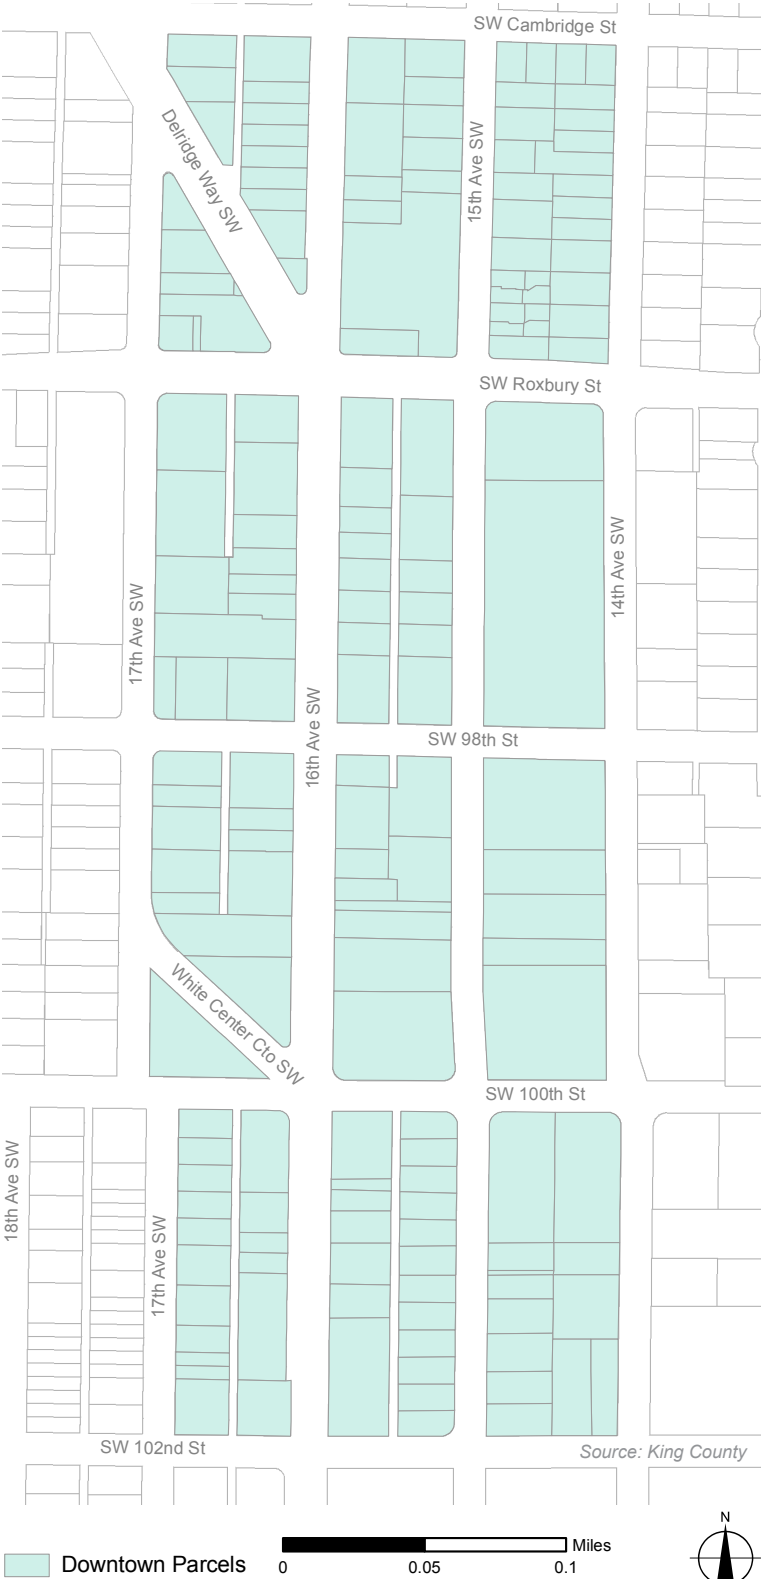 SW Cambridge St
Delridge Way SW
15th Ave SW
SW Roxbury St
14th Ave SW
17th Ave SW
16th Ave SW
SW 98th St
White Center Cto SW
SW 100th St
18th Ave SW
17th Ave SW
SW 102nd St
Source: King County
N
Miles
Downtown Parcels
0 0.05 0.1